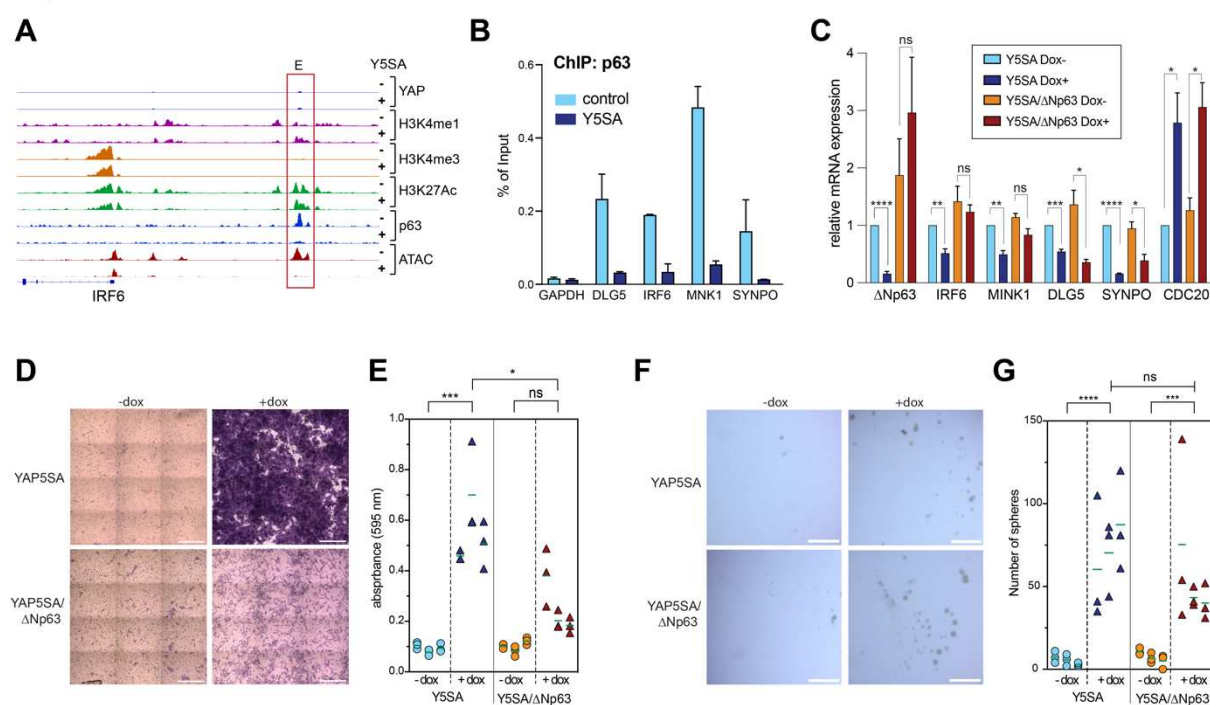 A
E
Y5SA
-
+
YAP
-
+
H3K4me1
-
+
H3K4me3
-
+
H3K27Ac
-
+
p63
-
+
ATAC
IRF6
B
ChIP: p63
control
Y5SA
% of Input
0.6
0.4
0.2
0.0
GAPDH DLG5 IRF6 MNK1 SYNPO
C
Y5SA Dox-
Y5SA Dox+
Y5SA/ΔNp63 Dox-
Y5SA/ΔNp63 Dox+
relative mRNA expression
4
3
2
1
0
ns
* *
**** ** ns ** ns *** * **** *
ns
ΔNp63 IRF6 MINK1 DLG5 SYNPO CDC20
D
-dox +dox
YAP5SA
YAP5SA/
ΔNp63
E
*
*** ns
absprbance (595 nm)
1.0
0.8
0.6
0.4
0.2
0.0
- dox + dox - dox + dox
Y5SA Y5SA/ΔNp63
F
-dox +dox
YAP5SA
YAP5SA/
ΔNp63
G
ns
**** ***
Number of spheres
150
100
50
0
- dox + dox - dox + dox
Y5SA Y5SA/ΔNp63